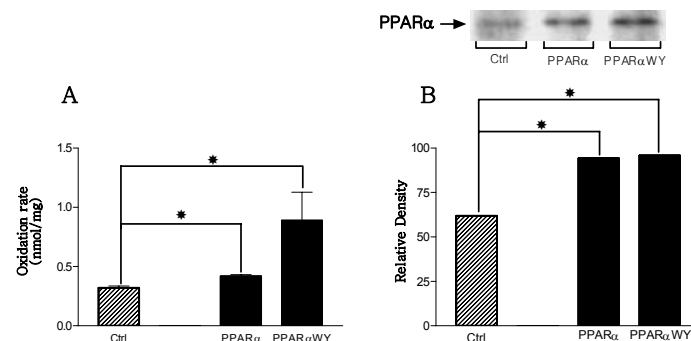 PPARα
Ctrl PPARα PPARαWY
A
Oxidation rate
(nmol/mg)
1.5
1.0
0.5
0.0
Ctrl PPARα PPARαWY
B
Relative Density
100
75
50
25
0
Ctrl PPARα PPARαWY